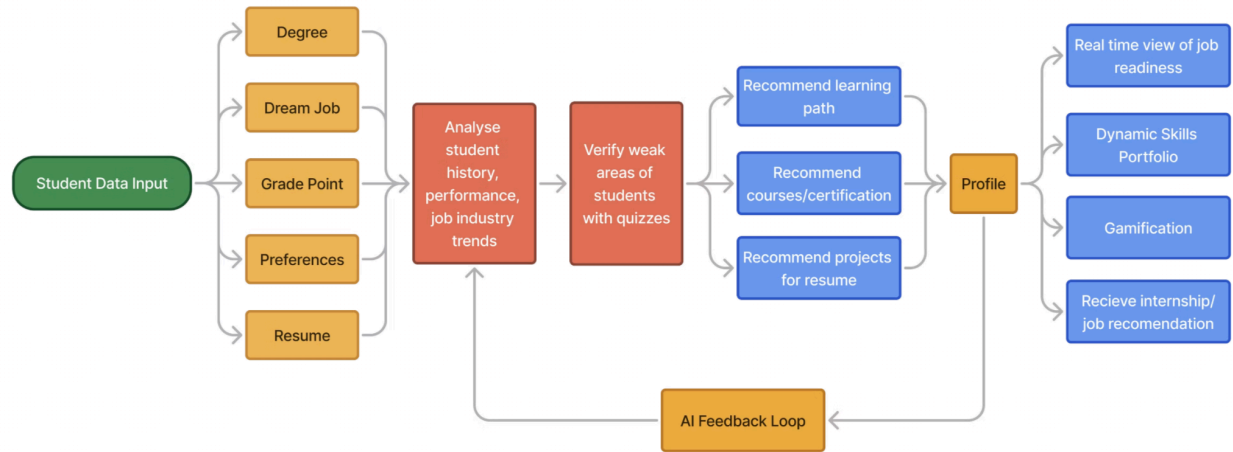 Student Data Input
Degree
Dream Job
Grade Point
Preferences
Resume
Analyse
student
history,
performance,
job industry
trends
Verify weak
areas of
students
with quizzes
Recommend learning
path
Recommend
courses/certification
Recommend projects
for resume
Profile
Real time view of job
readiness
Dynamic Skills
Portfolio
Gamification
Recieve internship/
job recomendation
AI Feedback Loop